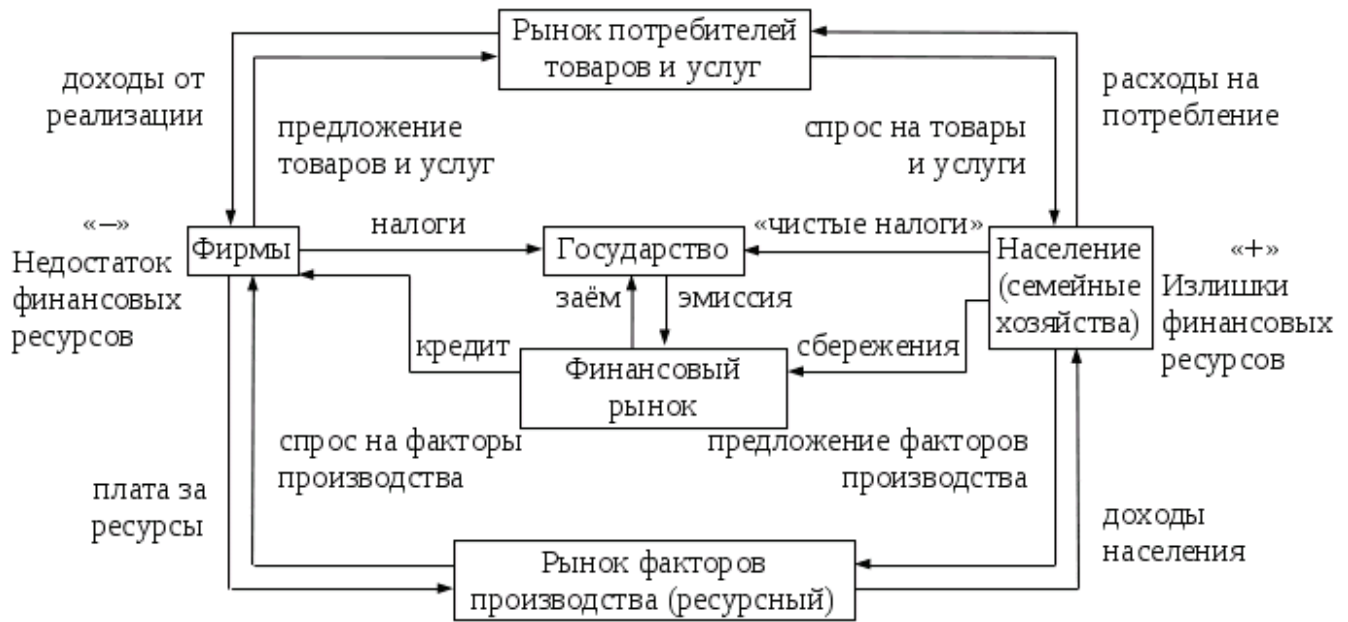 Рынок потребителей
товаров и услуг
доходы от
реализации
расходы на
потребление
предложение
товаров и услуг
спрос на товары
и услуги
«–»
Недостаток
финансовых
ресурсов
Фирмы
налоги
Государство
«чистые налоги»
Население
(семейные
хозяйства)
«+»
Излишки
финансовых
ресурсов
заём
эмиссия
кредит
сбережения
Финансовый
рынок
спрос на факторы
производства
предложение факторов
производства
плата за
ресурсы
доходы
населения
Рынок факторов
производства (ресурсный)